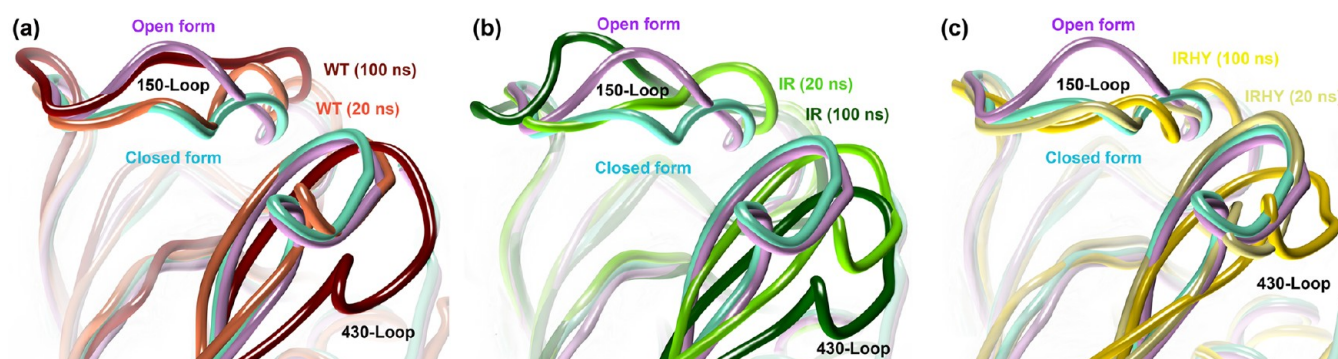 (a)
Open form
WT (100 ns)
150-Loop
WT (20 ns)
Closed form
430-Loop
(b)
Open form
150-Loop
IR (20 ns)
IR (100 ns)
Closed form
430-Loop
(c)
Open form
IRHY (100 ns)
150-Loop
IRHY (20 ns)
Closed form
430-Loop